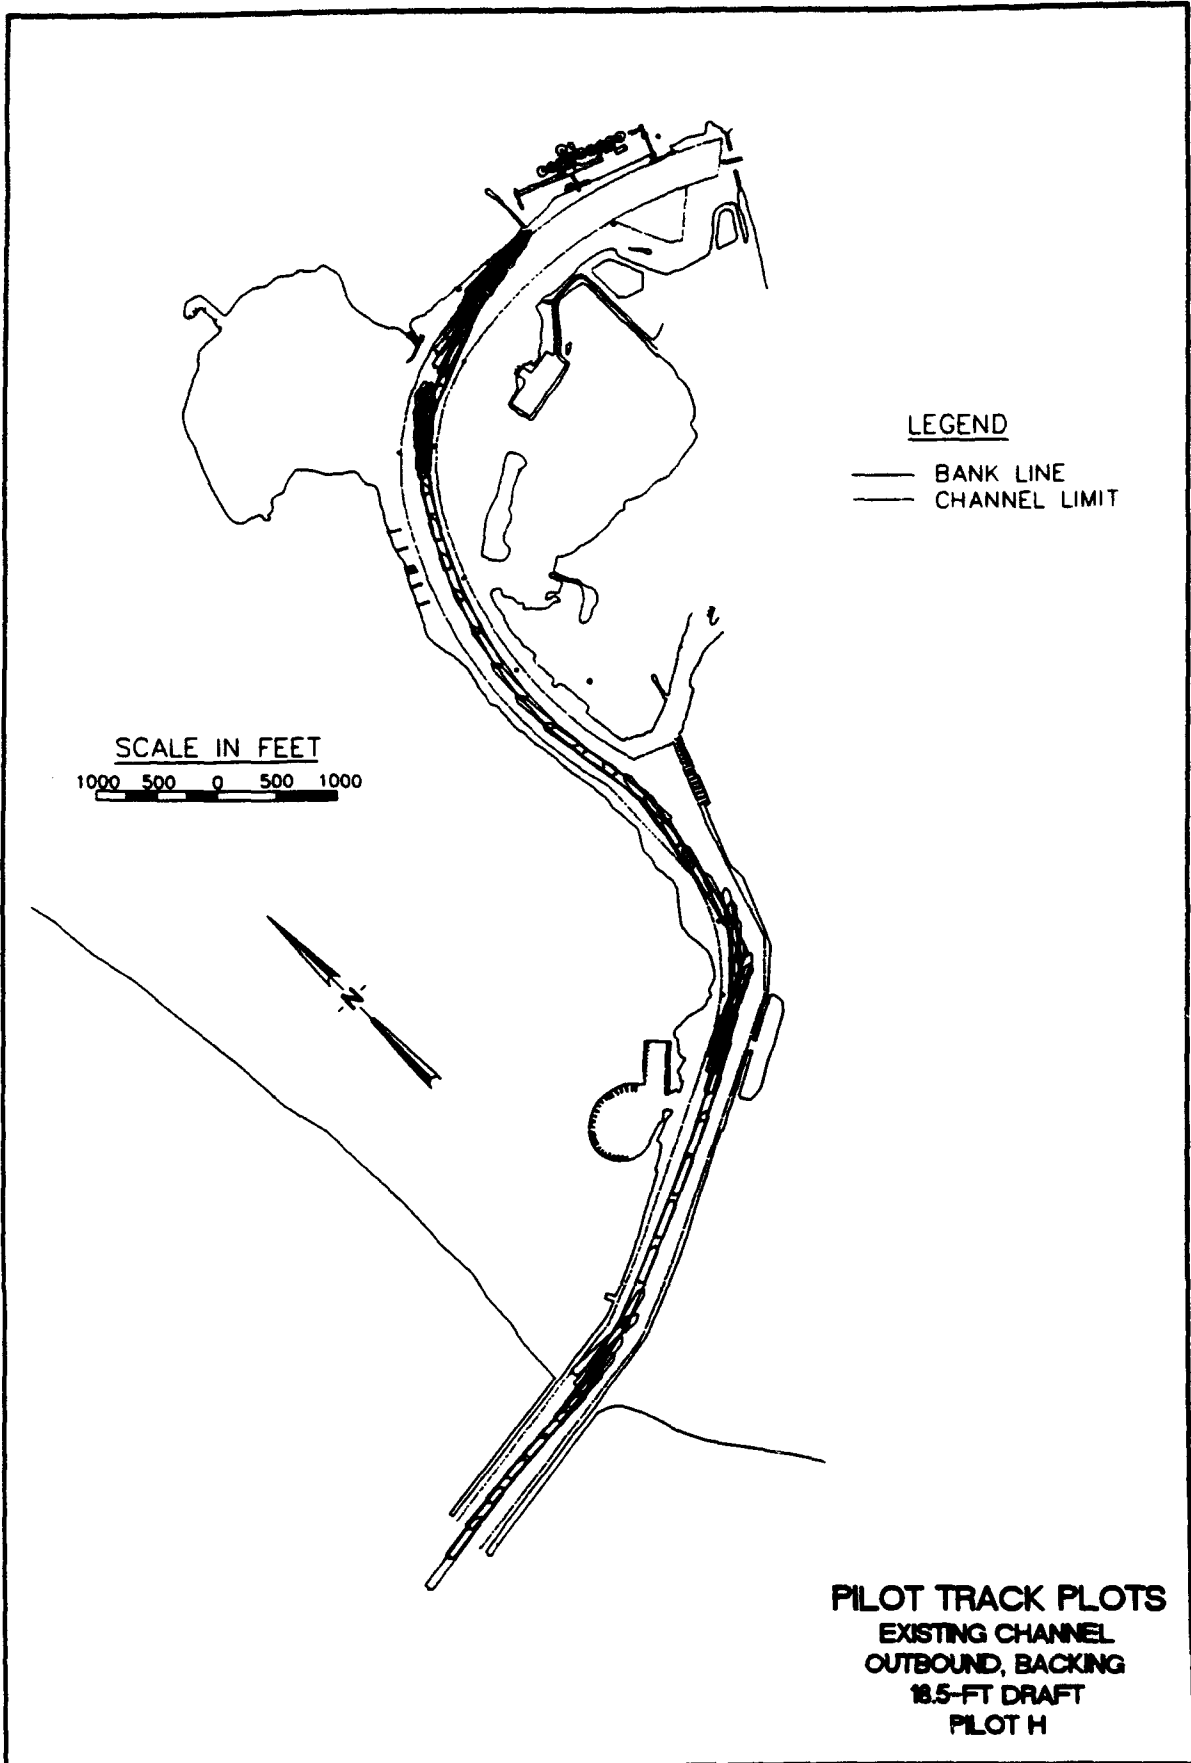 LEGEND
BANK LINE
CHANNEL LIMIT
SCALE IN FEET
1000 500 0 500 1000
N
PILOT TRACK PLOTS
EXISTING CHANNEL
OUTBOUND, BACKING
18.5-FT DRAFT
PILOT H